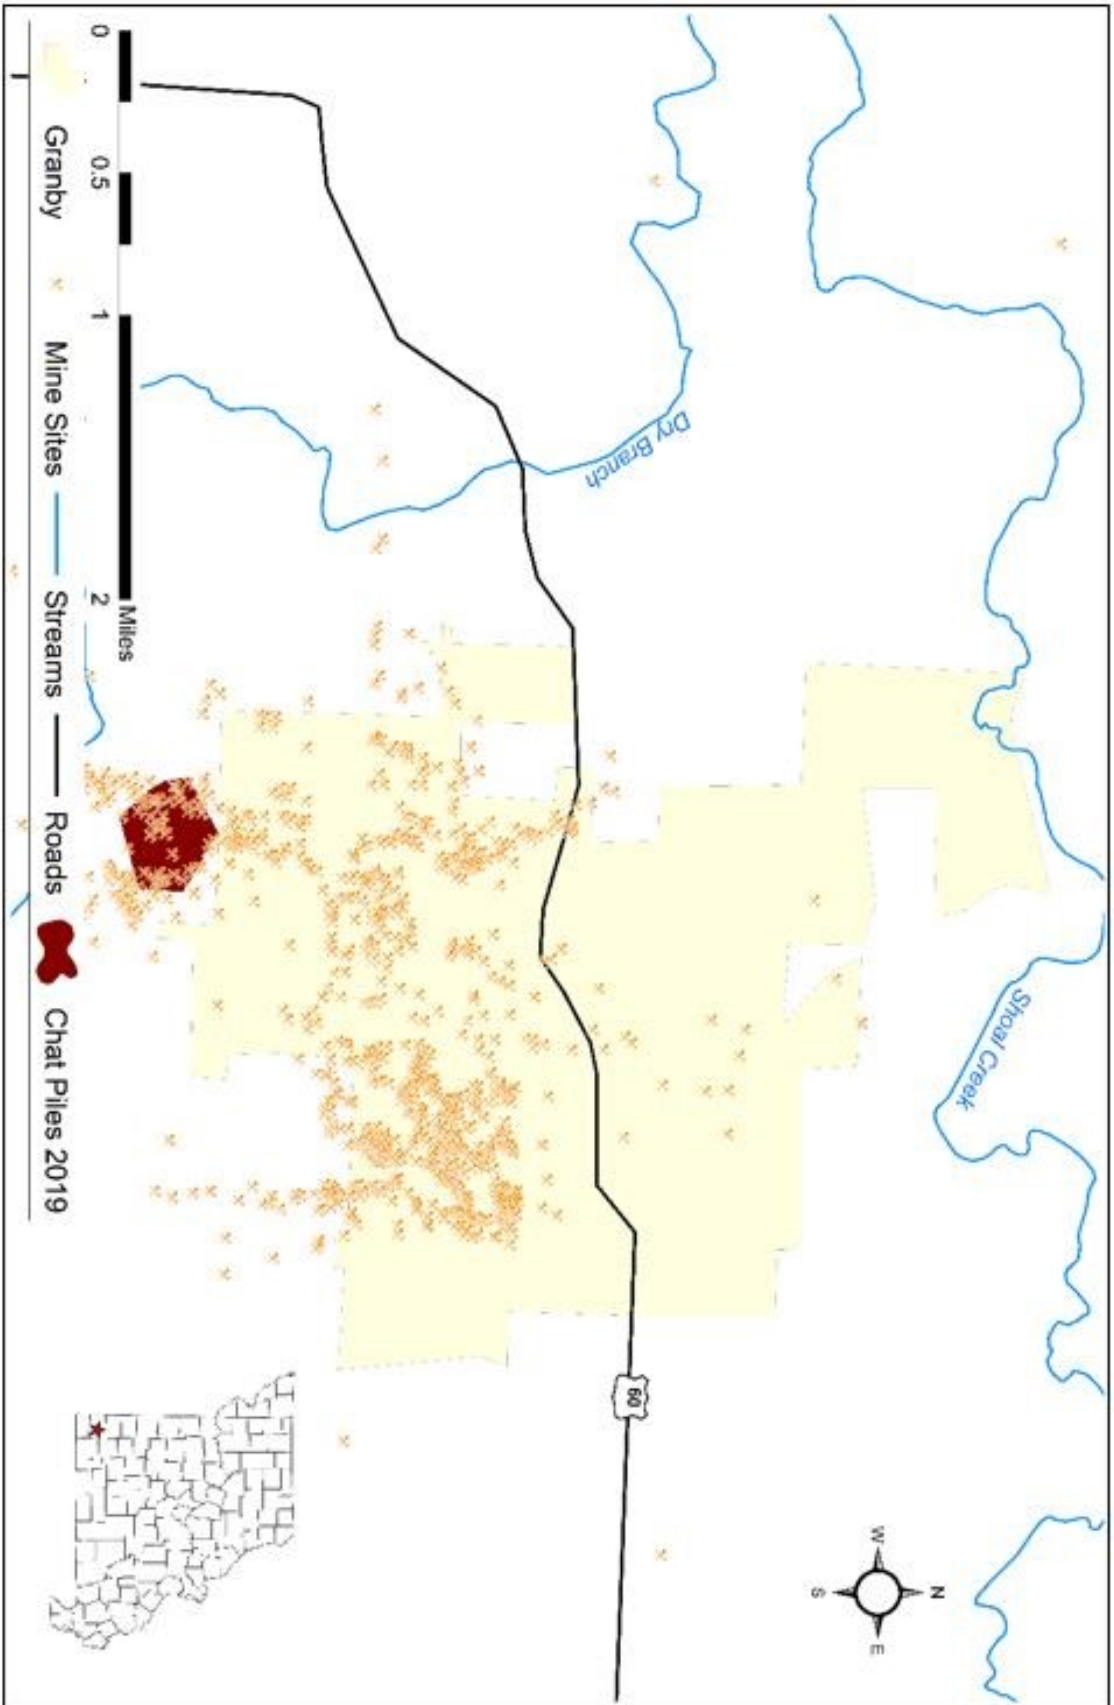 Shoal Creek
Dry Branch
60
N
W
E
S
0 0.5 1 2
Miles
Granby Mine Sites Streams Roads Chat Piles 2019